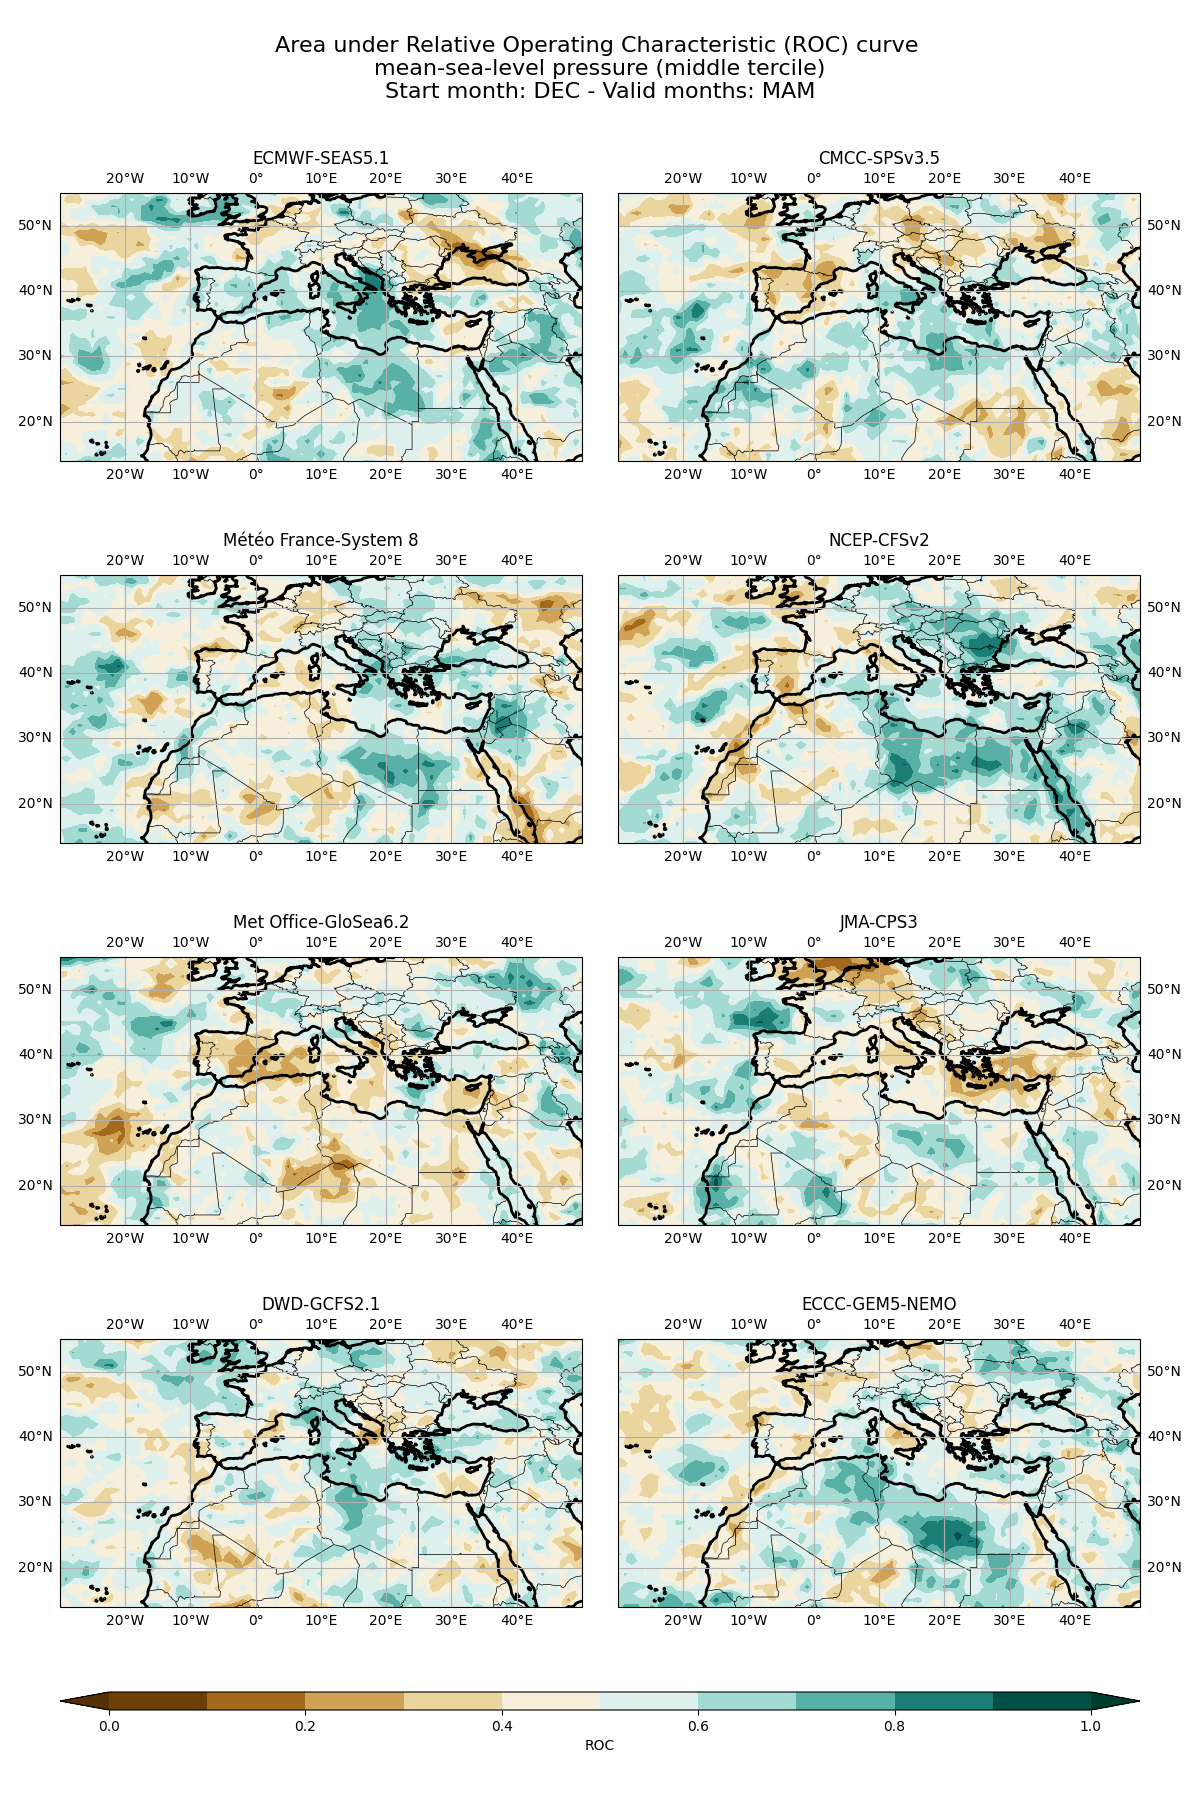 Area under Relative Operating Characteristic (ROC) curve
mean-sea-level pressure (middle tercile)
Start month: DEC - Valid months: MAM
ECMWF-SEAS5.1
20°W 10°W 0° 10°E 20°E 30°E 40°E
50°N
40°N
30°N
20°N
20°W 10°W 0° 10°E 20°E 30°E 40°E
CMCC-SPSv3.5
20°W 10°W 0° 10°E 20°E 30°E 40°E
50°N
40°N
30°N
20°N
20°W 10°W 0° 10°E 20°E 30°E 40°E
Météo France-System 8
20°W 10°W 0° 10°E 20°E 30°E 40°E
50°N
40°N
30°N
20°N
20°W 10°W 0° 10°E 20°E 30°E 40°E
NCEP-CFSv2
20°W 10°W 0° 10°E 20°E 30°E 40°E
50°N
40°N
30°N
20°N
20°W 10°W 0° 10°E 20°E 30°E 40°E
Met Office-GloSea6.2
20°W 10°W 0° 10°E 20°E 30°E 40°E
50°N
40°N
30°N
20°N
20°W 10°W 0° 10°E 20°E 30°E 40°E
JMA-CPS3
20°W 10°W 0° 10°E 20°E 30°E 40°E
50°N
40°N
30°N
20°N
20°W 10°W 0° 10°E 20°E 30°E 40°E
DWD-GCFS2.1
20°W 10°W 0° 10°E 20°E 30°E 40°E
50°N
40°N
30°N
20°N
20°W 10°W 0° 10°E 20°E 30°E 40°E
ECCC-GEM5-NEMO
20°W 10°W 0° 10°E 20°E 30°E 40°E
50°N
40°N
30°N
20°N
20°W 10°W 0° 10°E 20°E 30°E 40°E
0.0 0.2 0.4 0.6 0.8 1.0
ROC